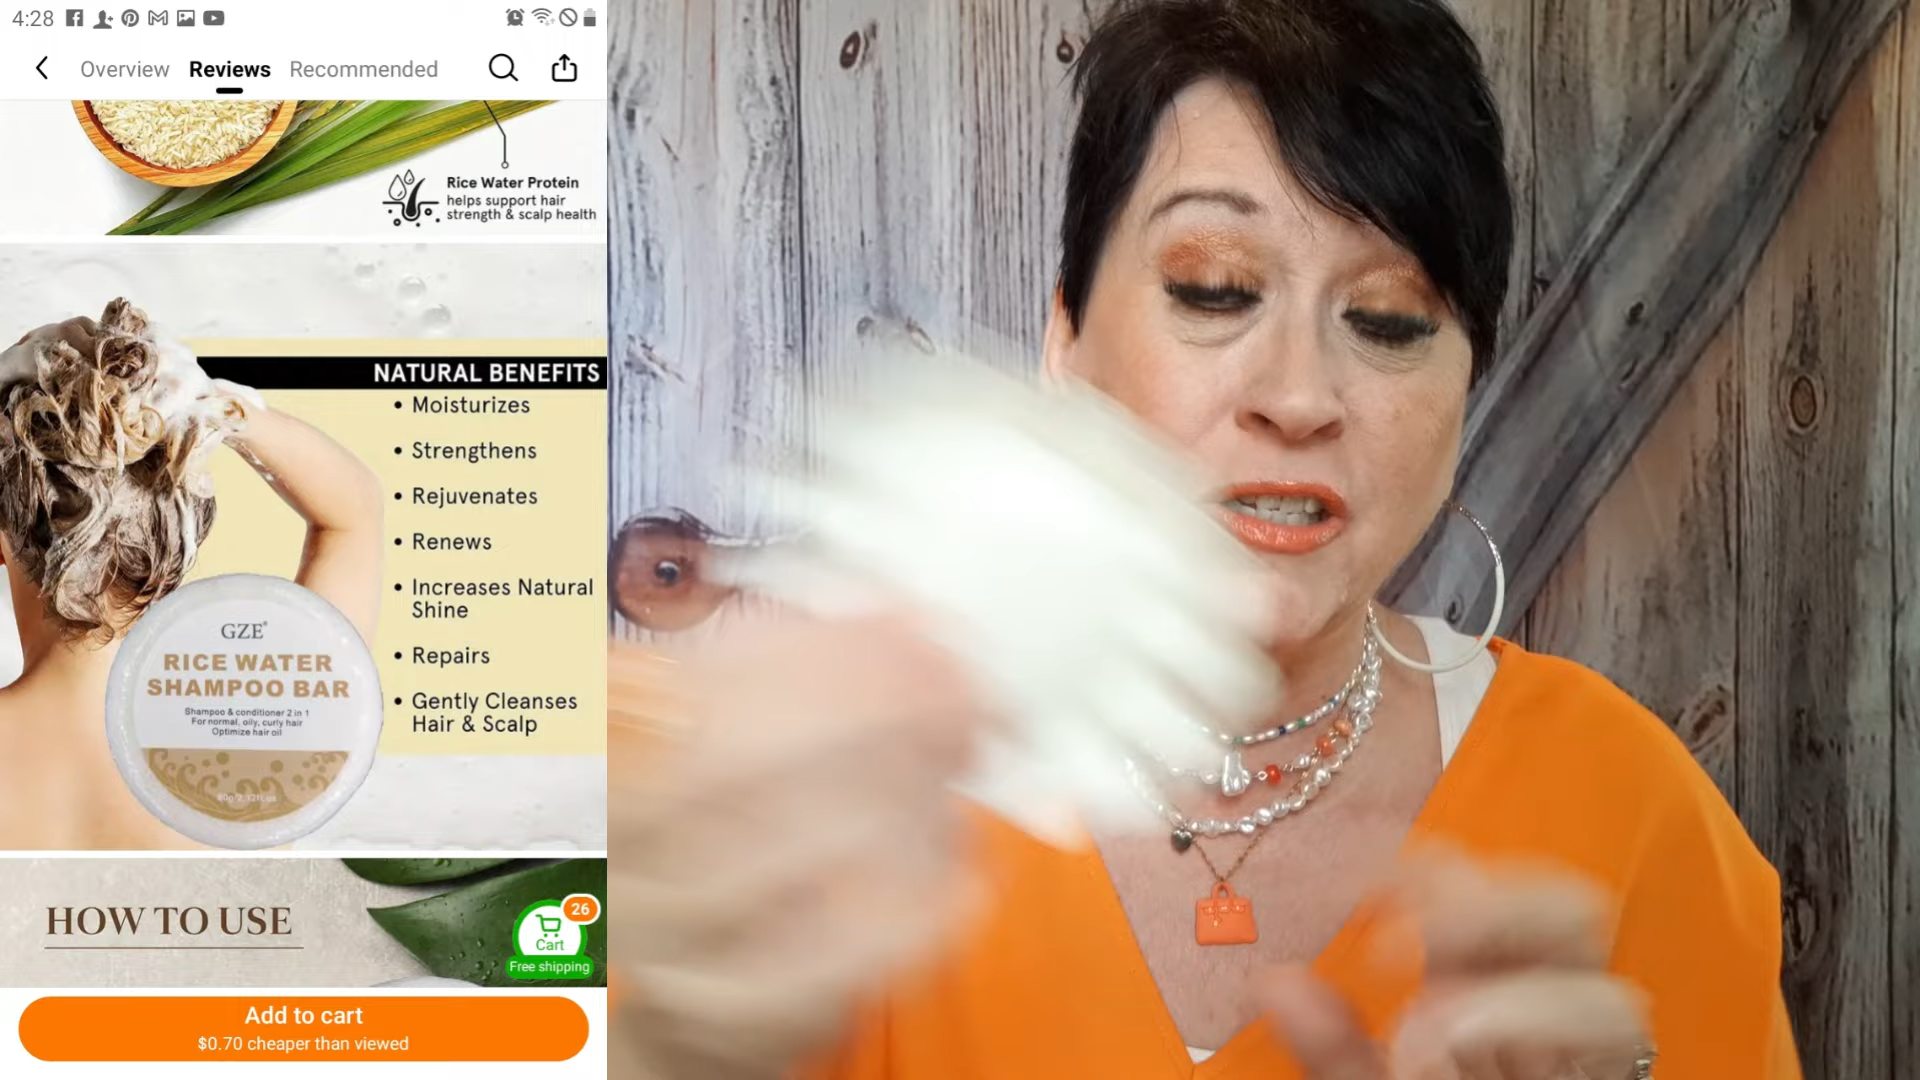 4:28
Overview Reviews Recommended
Rice Water Protein
helps support hair
strength & scalp health
NATURAL BENEFITS
• Moisturizes
• Strengthens
• Rejuvenates
• Renews
• Increases Natural
Shine
• Repairs
• Gently Cleanses
Hair & Scalp
GZE®
RICE WATER
SHAMPOO BAR
Shampoo & conditioner 2 in 1
For normal, oily, curly hair
Optimize hair oil
HOW TO USE
26
Cart
Free shipping
Add to cart
$0.70 cheaper than viewed